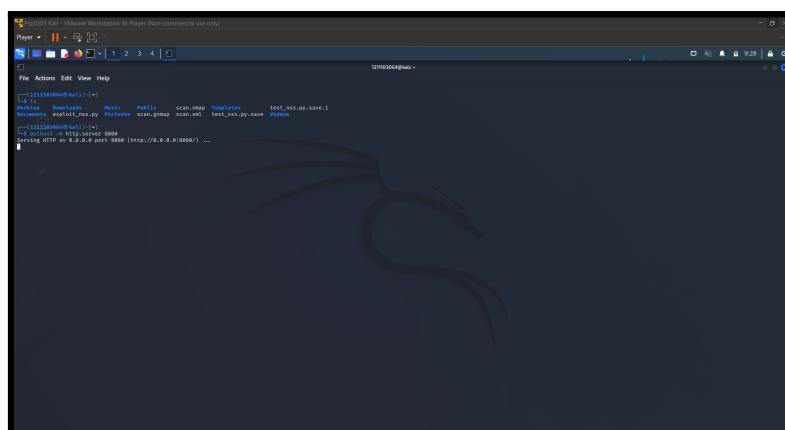 Esp0201 Kali - VMware Workstation 16 Player (Non-commercial use only)
Player
1 2 3 4
9:28
1211103064@kali: ~
File Actions Edit View Help
(1211103064㉿kali)-[~]
$ ls
Desktop Downloads Music Public scan.nmap Templates test_nss.py.save.1
Documents exploit_nss.py Pictures scan.gnmap scan.xml test_nss.py.save Videos
(1211103064㉿kali)-[~]
$ python3 -m http.server 8080
Serving HTTP on 0.0.0.0 port 8080 (http://0.0.0.0:8080/) ...